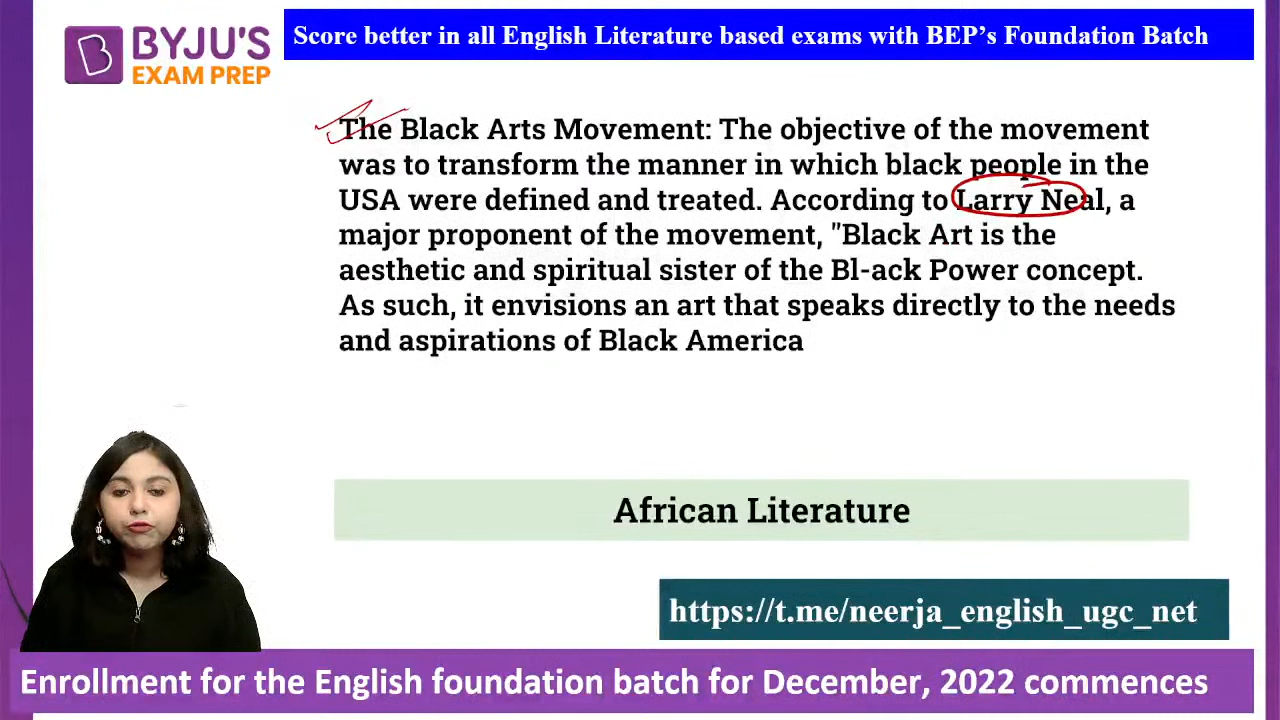 BYJU'S
EXAM PREP
Score better in all English Literature based exams with BEP's Foundation Batch
The Black Arts Movement: The objective of the movement
was to transform the manner in which black people in the
USA were defined and treated. According to Larry Neal, a
major proponent of the movement, "Black Art is the
aesthetic and spiritual sister of the Bl-ack Power concept.
As such, it envisions an art that speaks directly to the needs
and aspirations of Black America
African Literature
https://t.me/neerja_english_ugc_net
Enrollment for the English foundation batch for December, 2022 commences